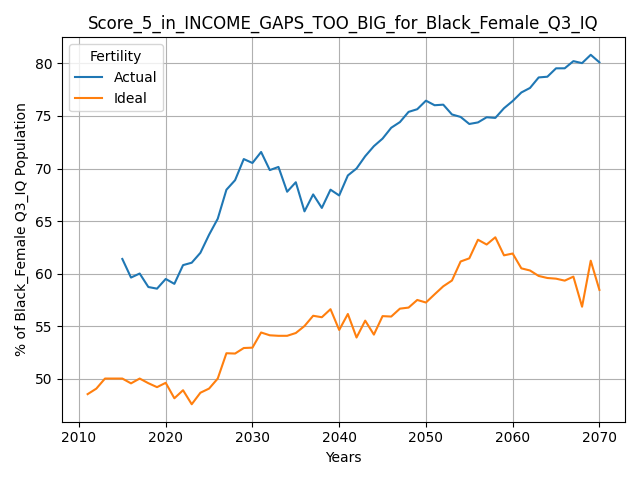 Score_5_in_INCOME_GAPS_TOO_BIG_for_Black_Female_Q3_IQ
Fertility
Actual
Ideal
% of Black_Female Q3_IQ Population
80
75
70
65
60
55
50
2010 2020 2030 2040 2050 2060 2070
Years